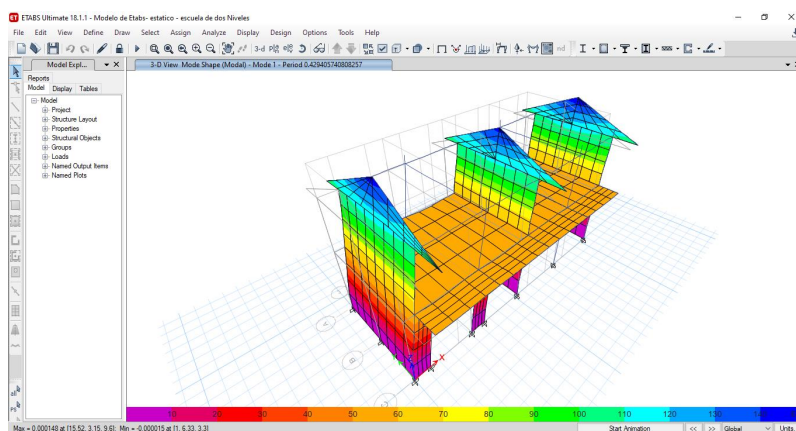 ETABS Ultimate 18.1.1 - Modelo de Etabs- estatico - escuela de dos Niveles
File Edit View Define Draw Select Assign Analyze Display Design Options Tools Help
3-d
nd
Model Expl...
3-D View Mode Shape (Modal) - Mode 1 - Period 0.429405740808257
Reports
Model Display Tables
Model
Project
Structure Layout
Properties
Structural Objects
Groups
Loads
Named Output Items
Named Plots
X
all
ps
10 20 30 40 50 60 70 80 90 100 110 120 130
Max = 0.000148 at [15.52, 3.15, 9.6]; Min = -0.000015 at [1, 6.33, 3.3]
Start Animation << >> Global Units...